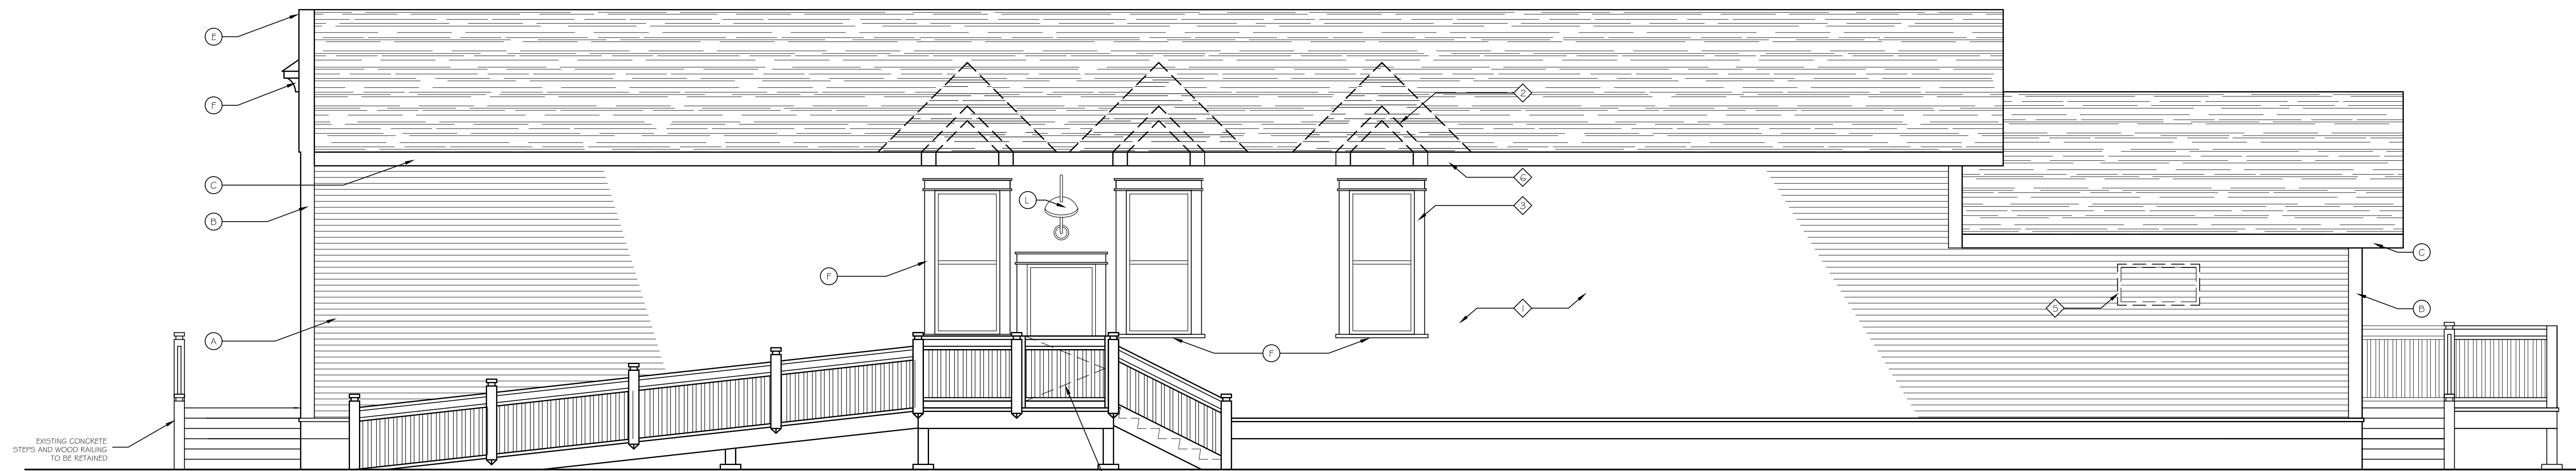 E
F
2
C
6
B
L
3
C
F
5
1
B
A
F
EXISTING CONCRETE
STEPS AND WOOD RAILING
TO BE RETAINED